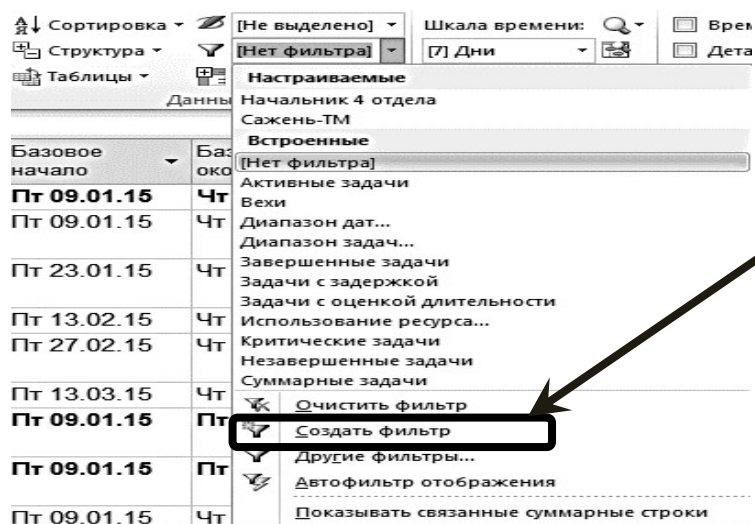 Сортировка [Не выделено] Шкала времени: Врем
Структура [Нет фильтра] [7] Дни Дета
Таблицы Настраиваемые
Данны Начальник 4 отдела
Сажень-ТМ
Встроенные
Базовое начало Баз око
[Нет фильтра]
Активные задачи
Пт 09.01.15 Чт Вехи
Пт 09.01.15 Чт Диапазон дат...
Диапазон задач...
Завершенные задачи
Пт 23.01.15 Чт Задачи с задержкой
Задачи с оценкой длительности
Пт 13.02.15 Чт Использование ресурса...
Пт 27.02.15 Чт Критические задачи
Незавершенные задачи
Суммарные задачи
Пт 13.03.15 Чт Очистить фильтр
Пт 09.01.15 Пт Создать фильтр
Другие фильтры...
Пт 09.01.15 Пт Автофильтр отображения
Пт 09.01.15 Чт Показывать связанные суммарные строки